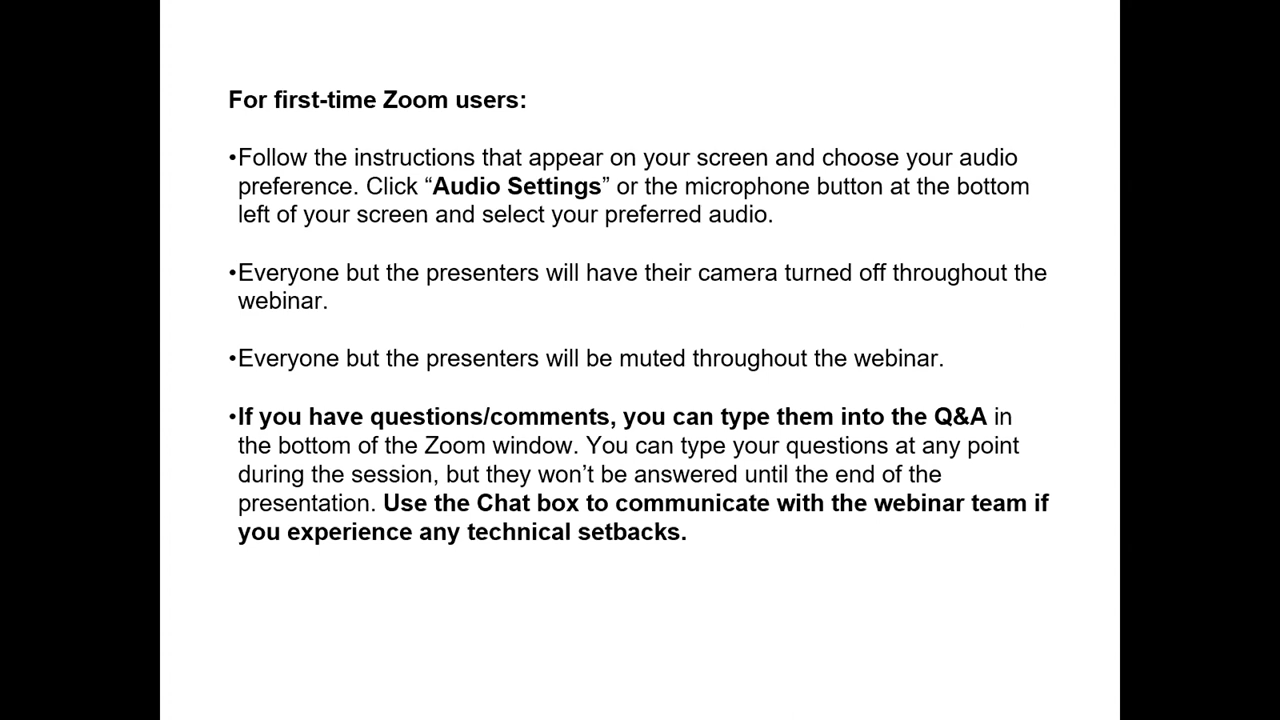 For first-time Zoom users:
•Follow the instructions that appear on your screen and choose your audio
preference. Click “Audio Settings” or the microphone button at the bottom
left of your screen and select your preferred audio.
•Everyone but the presenters will have their camera turned off throughout the
webinar.
•Everyone but the presenters will be muted throughout the webinar.
•If you have questions/comments, you can type them into the Q&A in
the bottom of the Zoom window. You can type your questions at any point
during the session, but they won’t be answered until the end of the
presentation. Use the Chat box to communicate with the webinar team if
you experience any technical setbacks.